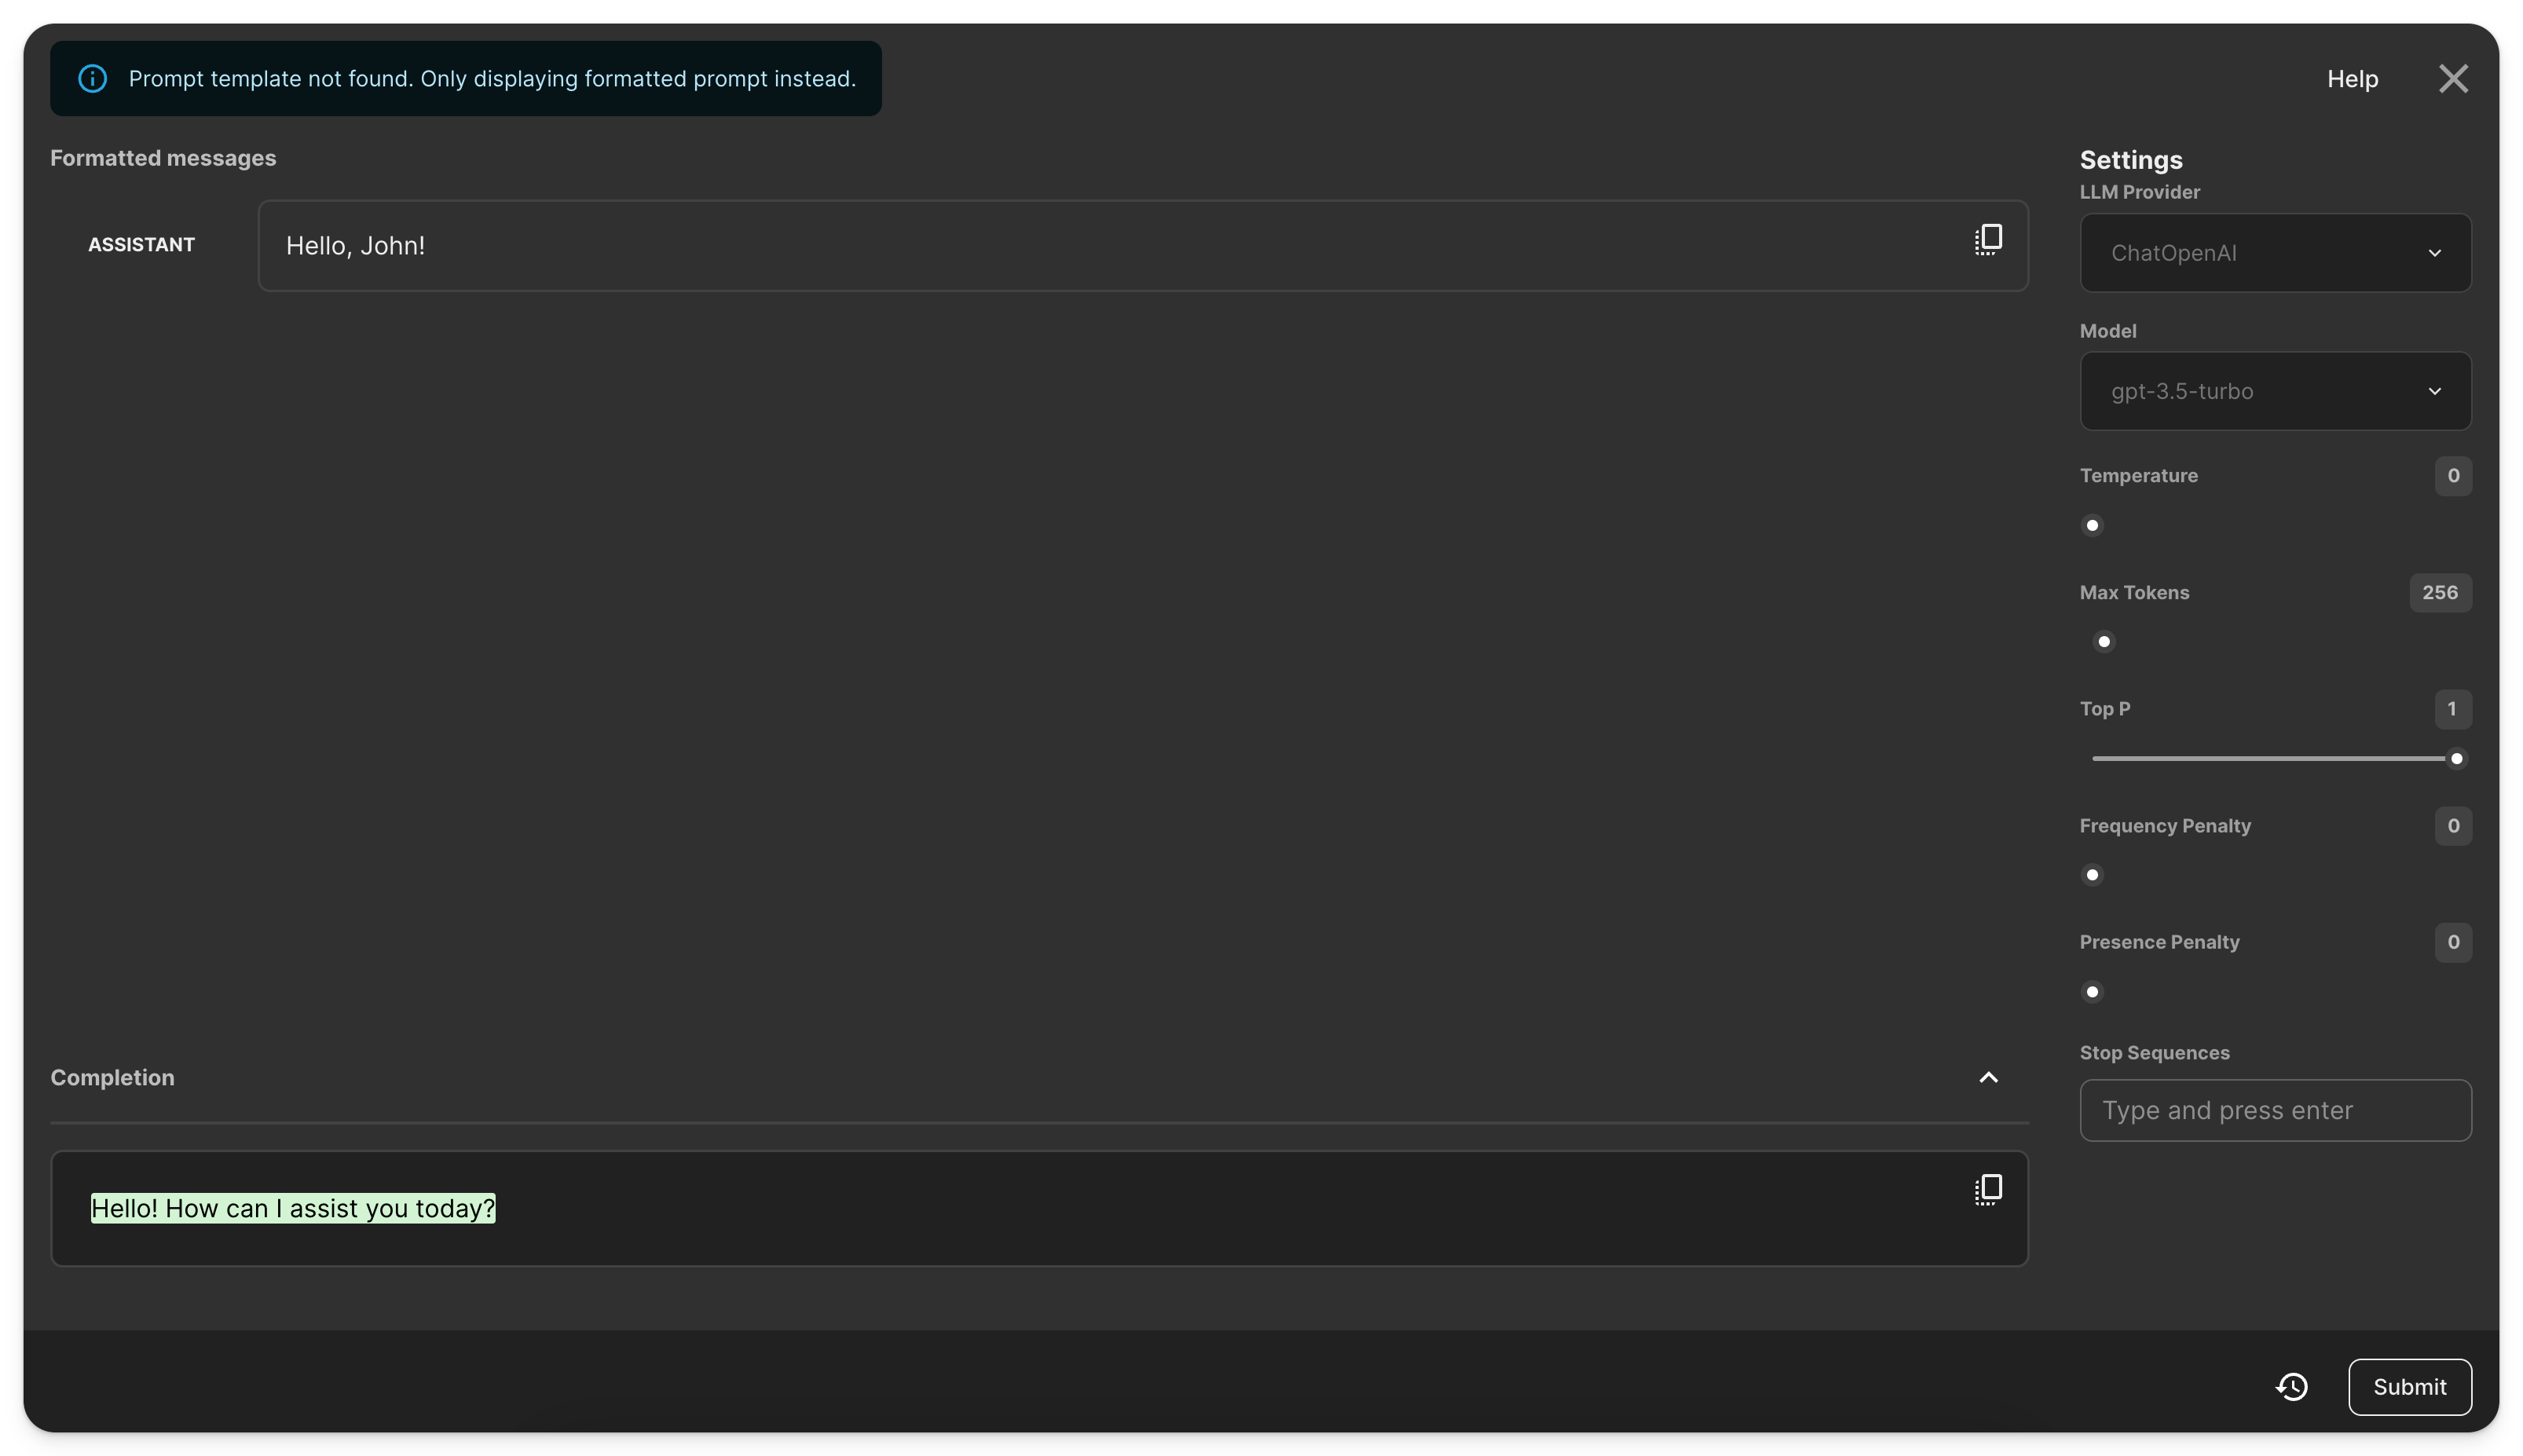 Prompt template not found. Only displaying formatted prompt instead.
Help
Formatted messages
ASSISTANT
Hello, John!
Completion
Hello! How can I assist you today?
Settings
LLM Provider
ChatOpenAI
Model
gpt-3.5-turbo
Temperature
0
Max Tokens
256
Top P
1
Frequency Penalty
0
Presence Penalty
0
Stop Sequences
Type and press enter
Submit